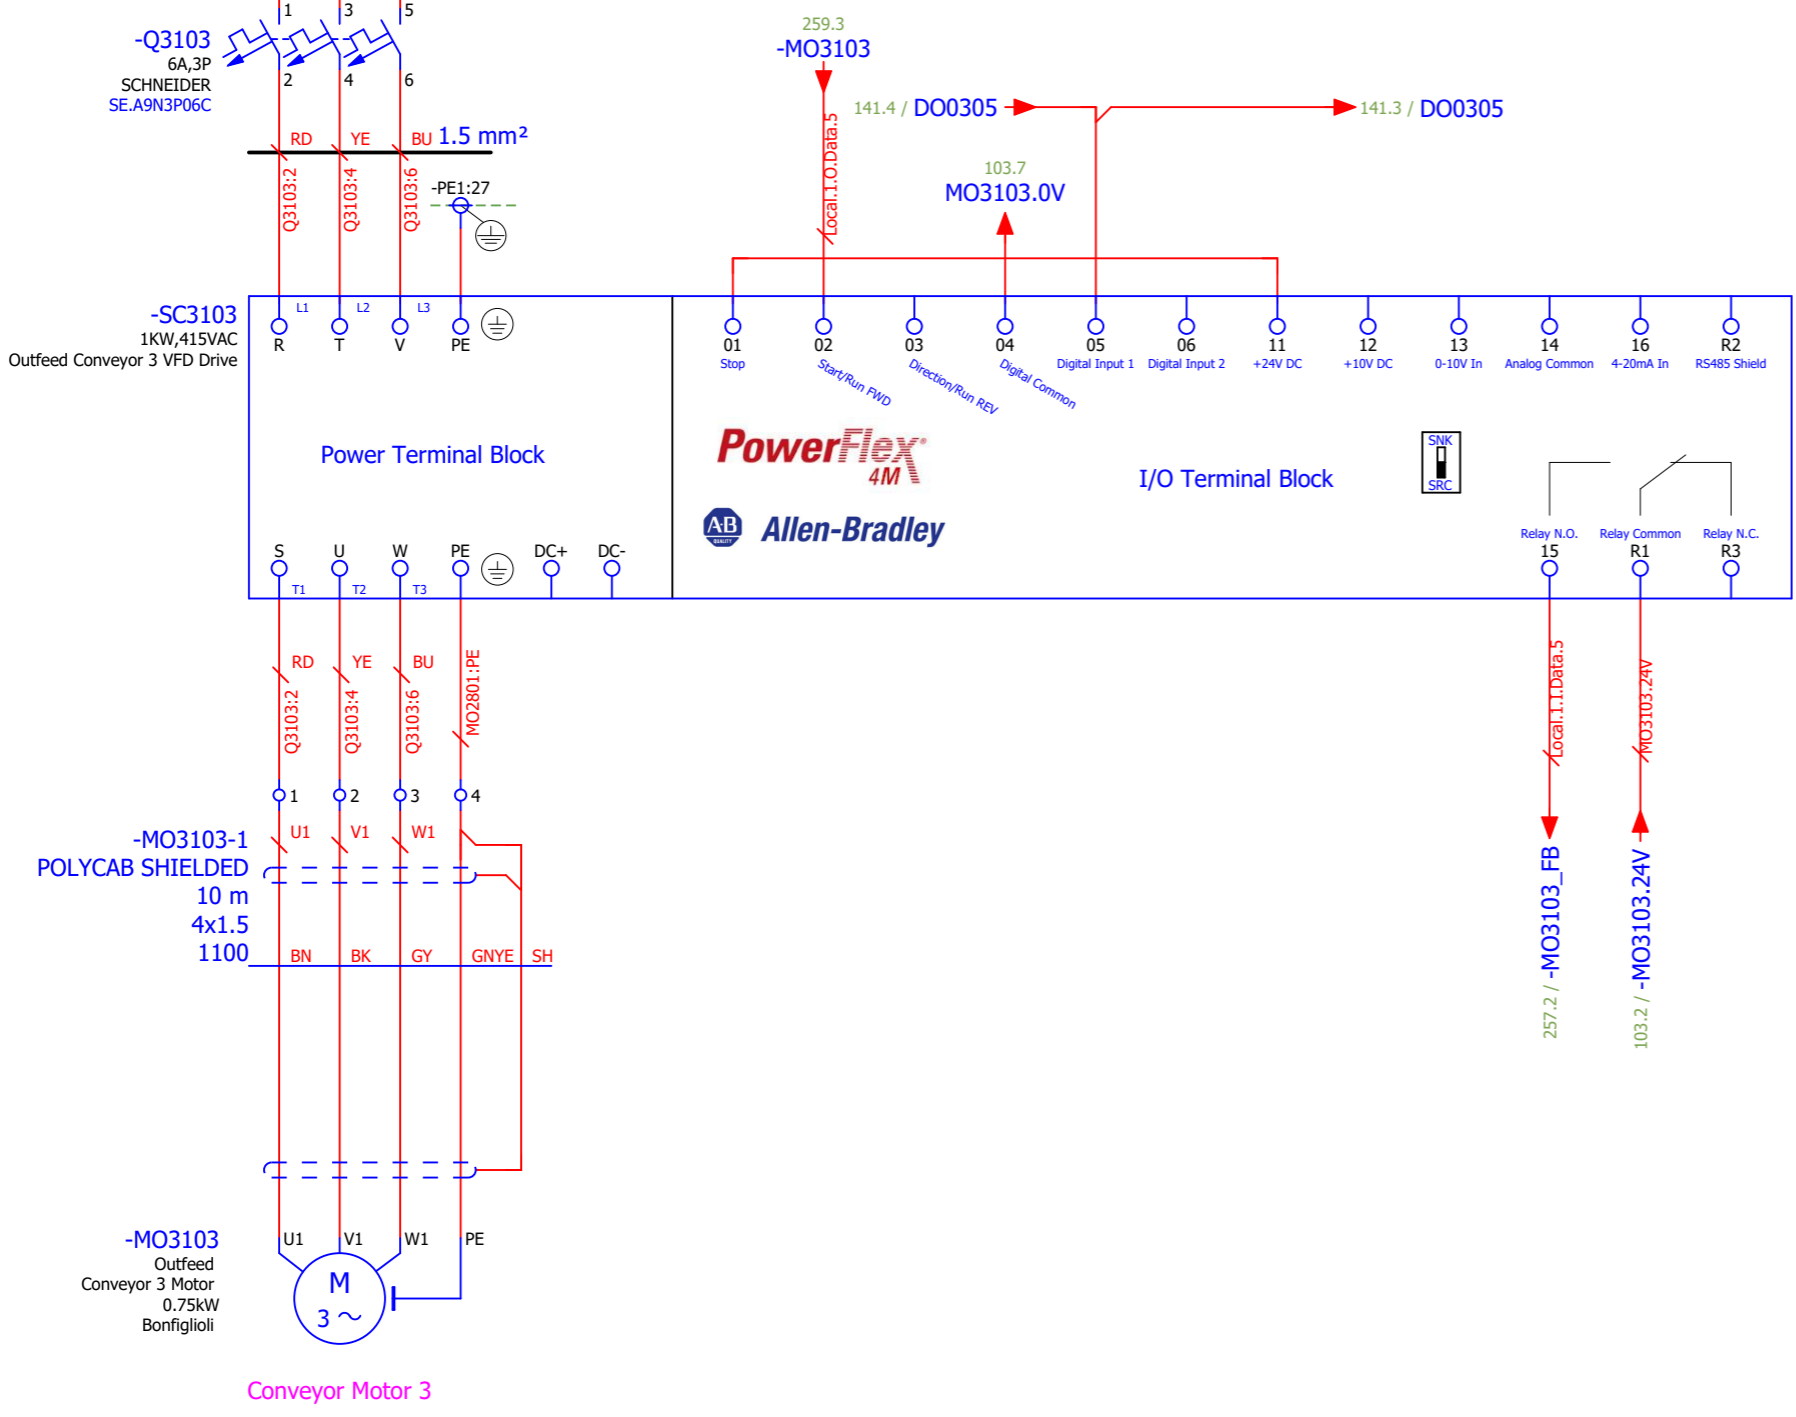 1
3
5
-Q3103
6A,3P
SCHNEIDER
SE.A9N3P06C
2
4
6
RD
YE
BU
1.5 mm²
Q3103:2
Q3103:4
Q3103:6
-PE1:27
259.3
-MO3103
141.4 / DO0305
141.3 / DO0305
Local.1.O.Data.5
103.7
MO3103.0V
-SC3103
1KW,415VAC
Outfeed Conveyor 3 VFD Drive
L1
L2
L3
R
T
V
PE
01
02
03
04
05
06
11
12
13
14
16
R2
Stop
Start/Run FWD
Direction/Run REV
Digital Common
Digital Input 1
Digital Input 2
+24V DC
+10V DC
0-10V In
Analog Common
4-20mA In
RS485 Shield
Power Terminal Block
PowerFlex
4M
AB
QUALITY
Allen-Bradley
I/O Terminal Block
SNK
SRC
Relay N.O.
Relay Common
Relay N.C.
15
R1
R3
S
U
W
PE
DC+
DC-
T1
T2
T3
RD
YE
BU
Q3103:2
Q3103:4
Q3103:6
MO2801:PE
Local.1.I.Data.5
MO3103.24V
257.2 / -MO3103_FB
103.2 / -MO3103.24V
1
2
3
4
-MO3103-1
POLYCAB SHIELDED
10 m
4x1.5
1100
U1
V1
W1
BN
BK
GY
GNYE
SH
-MO3103
Outfeed
Conveyor 3 Motor
0.75kW
Bonfiglioli
U1
V1
W1
PE
M
3 ~
Conveyor Motor 3